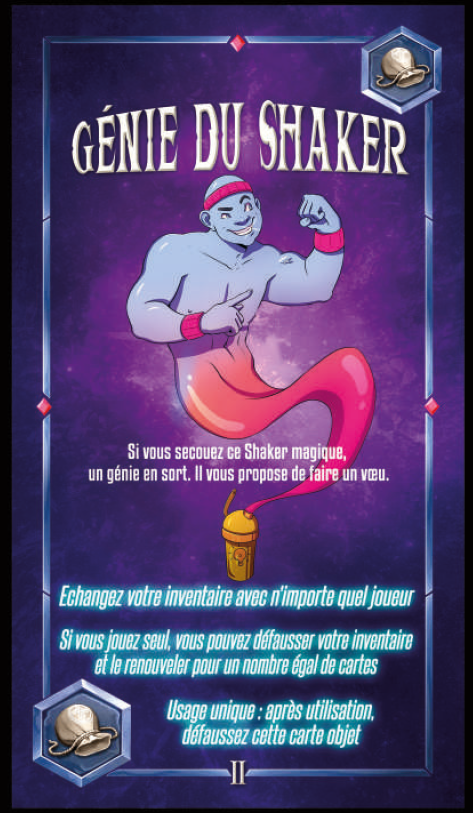 GÉNIE DU SHAKER
Si vous secouez ce Shaker magique,
un génie en sort. Il vous propose de faire un vœu.
Echangez votre inventaire avec n'importe quel joueur
Si vous jouez seul, vous pouvez défausser votre inventaire
et le renouveler pour un nombre égal de cartes
Usage unique : après utilisation,
défaussez cette carte objet
II